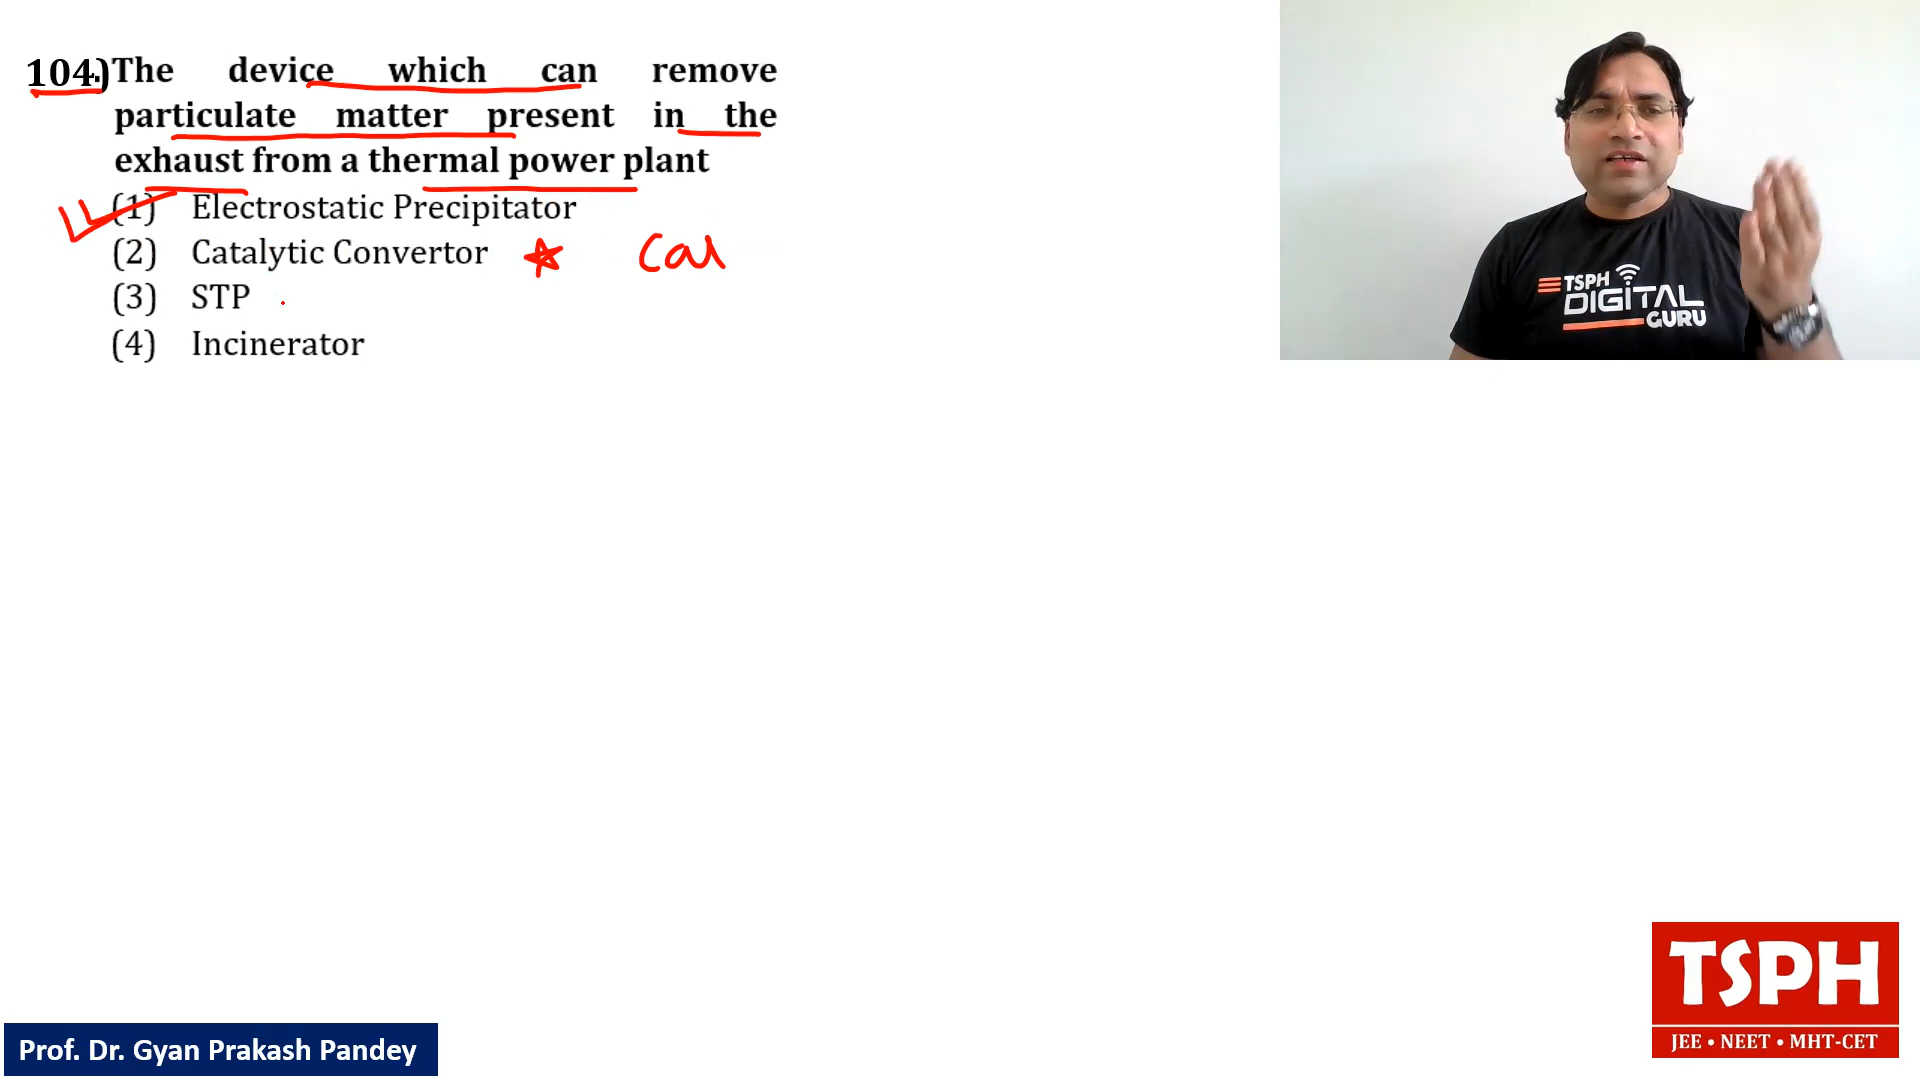 104) The device which can remove
particulate matter present in the
exhaust from a thermal power plant
(1) Electrostatic Precipitator
(2) Catalytic Convertor
(3) STP
(4) Incinerator
TSPH
DIGITAL
GURU
TSPH
JEE • NEET • MHT-CET
Prof. Dr. Gyan Prakash Pandey